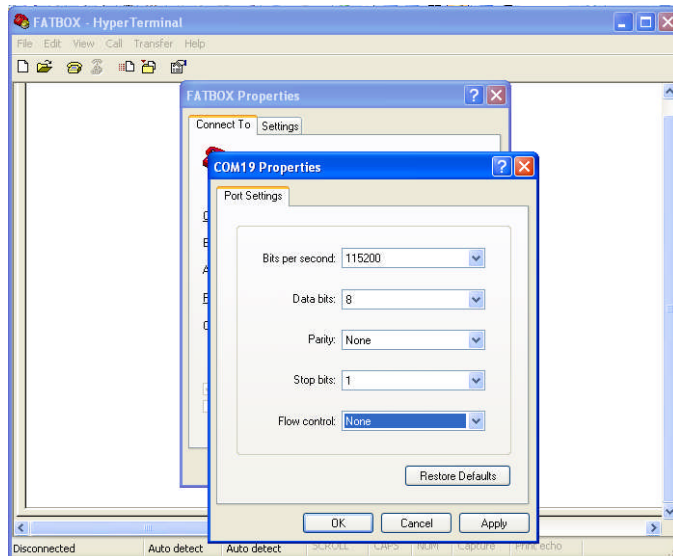 FATBOX - HyperTerminal
File Edit View Call Transfer Help
FATBOX Properties
Connect To Settings
COM19 Properties
Port Settings
Bits per second: 115200
Data bits: 8
Parity: None
Stop bits: 1
Flow control: None
Restore Defaults
OK Cancel Apply
Disconnected Auto detect Auto detect SCROLL CAPS NUM Capture Print echo